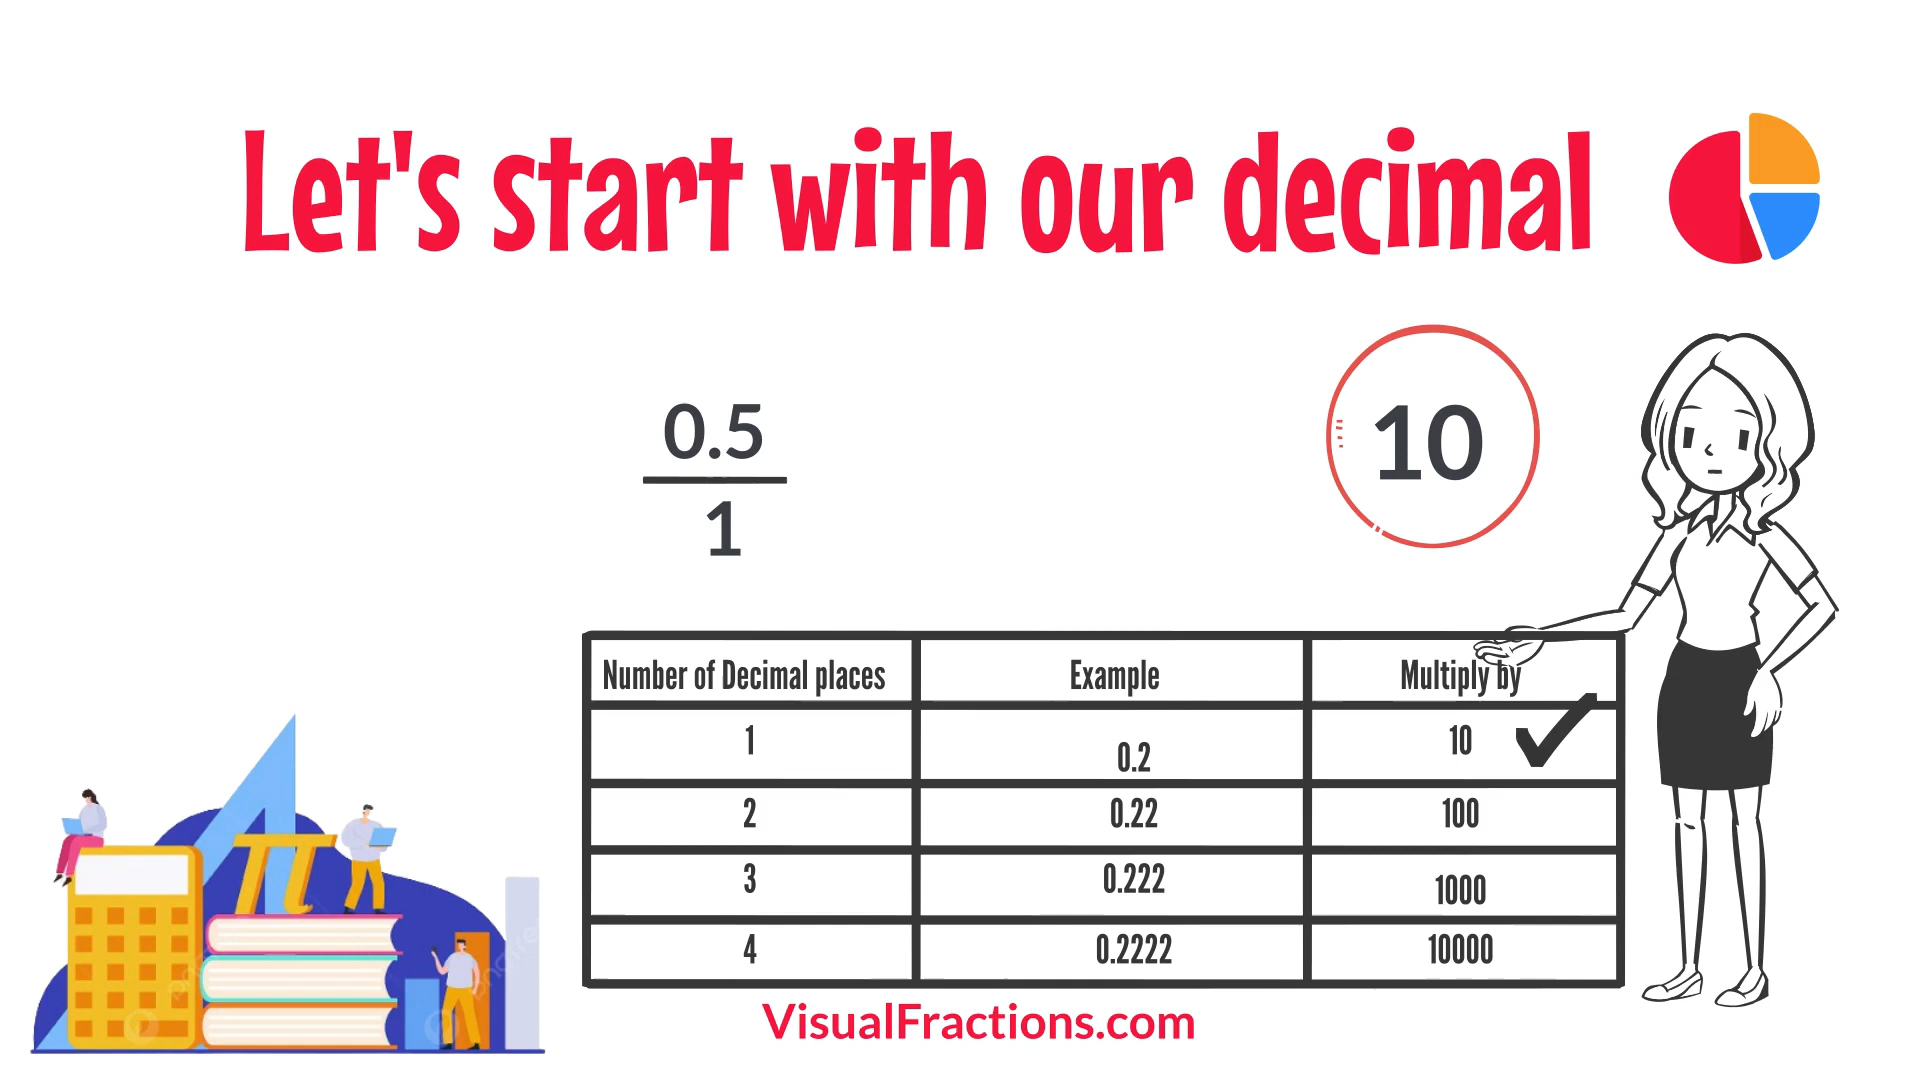 Let's start with our decimal
0.5
1
10
Number of Decimal places Example Multiply by
1 0.2 10
2 0.22 100
3 0.222 1000
4 0.2222 10000
VisualFractions.com